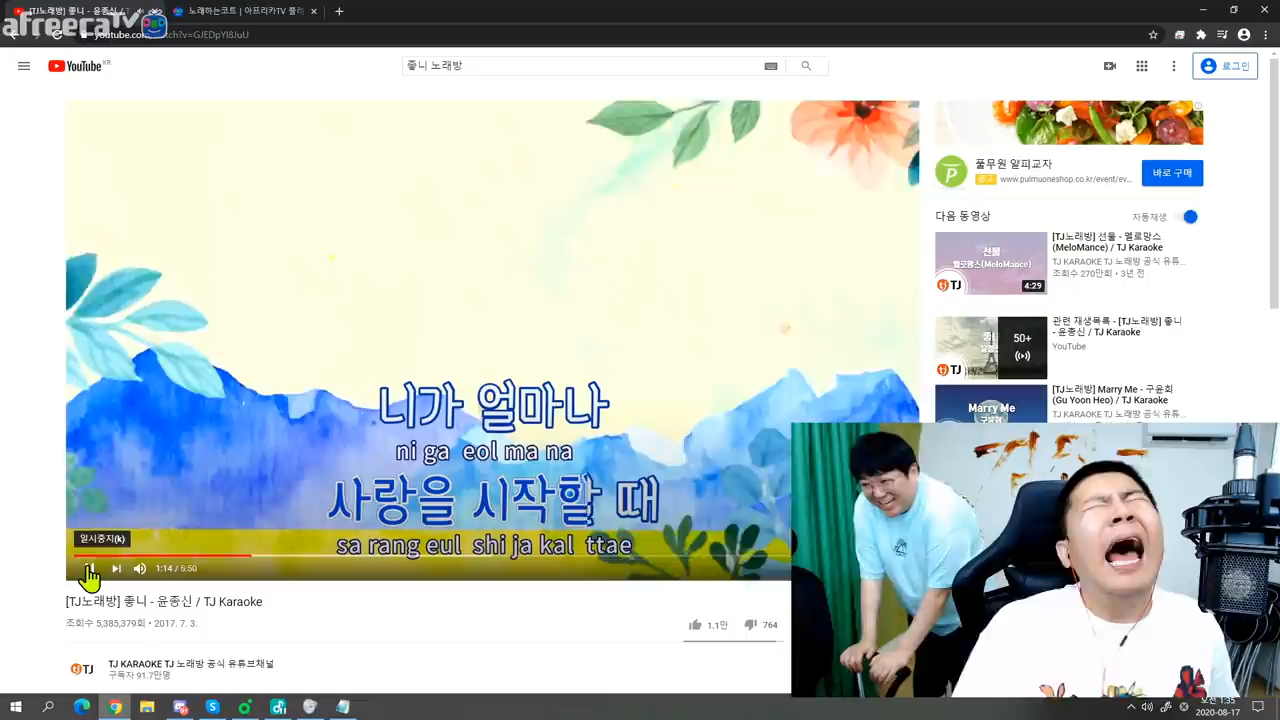 [TJ노래방] 좋니 - 윤종신 / T
노래하는코트 | 아프리카TV 플레
afreecaTV
youtube.com
tch?v=GJEDpYl8JuU
YouTube KR
좋니 노래방
로그인
니가 얼마나
ni ga eol ma na
사랑을 시작할 때
sa rang eul shi ja kal ttae
일시중지(k)
1:14 / 5:50
[TJ노래방] 좋니 - 윤종신 / TJ Karaoke
조회수 5,385,379회 • 2017. 7. 3.
1.1만
764
TJ KARAOKE TJ 노래방 공식 유튜브채널
구독자 91.7만명
풀무원 얄피교자
광고 www.pulmuoneshop.co.kr/event/ev...
바로 구매
다음 동영상
자동재생
선물
멜로망스(MeloMance)
TJ
4:29
[TJ노래방] 선물 - 멜로망스
(MeloMance) / TJ Karaoke
TJ KARAOKE TJ 노래방 공식 유튜...
조회수 270만회 • 3년 전
50+
TJ
관련 재생목록 - [TJ노래방] 좋니
- 윤종신 / TJ Karaoke
YouTube
Marry Me
[TJ노래방] Marry Me - 구윤회
(Gu Yoon Heo) / TJ Karaoke
TJ KARAOKE TJ 노래방 공식 유튜...
오전 1:35
2020-08-17